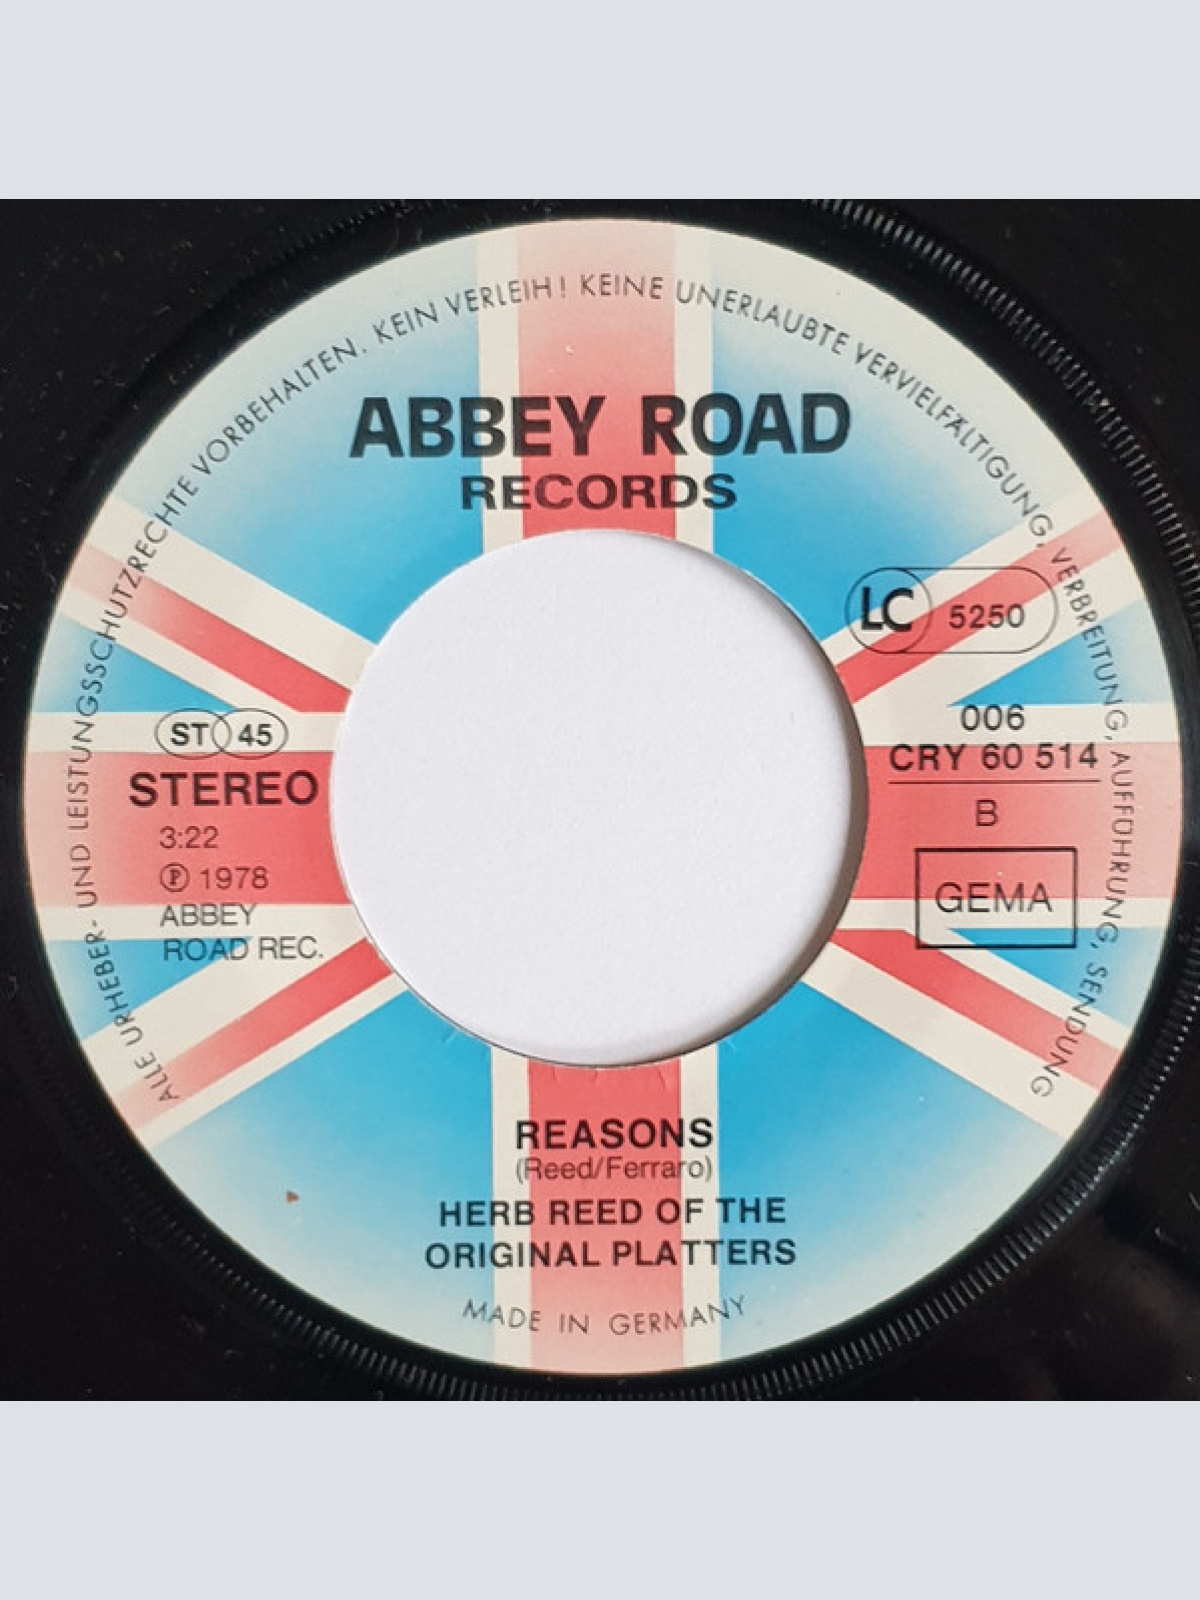 ALLE URHEBER- UND LEISTUNGSSCHUTZRECHTE VORBEHALTEN. KEIN VERLEIH! KEINE UNERLAUBTE VERVIELFÄLTIGUNG, VERBREITUNG, AUFFÜHRUNG, SENDUNG
ABBEY ROAD
RECORDS
LC 5250
ST 45
STEREO
3:22
℗ 1978
ABBEY
ROAD REC.
006
CRY 60 514
B
GEMA
REASONS
(Reed/Ferraro)
HERB REED OF THE
ORIGINAL PLATTERS
MADE IN GERMANY